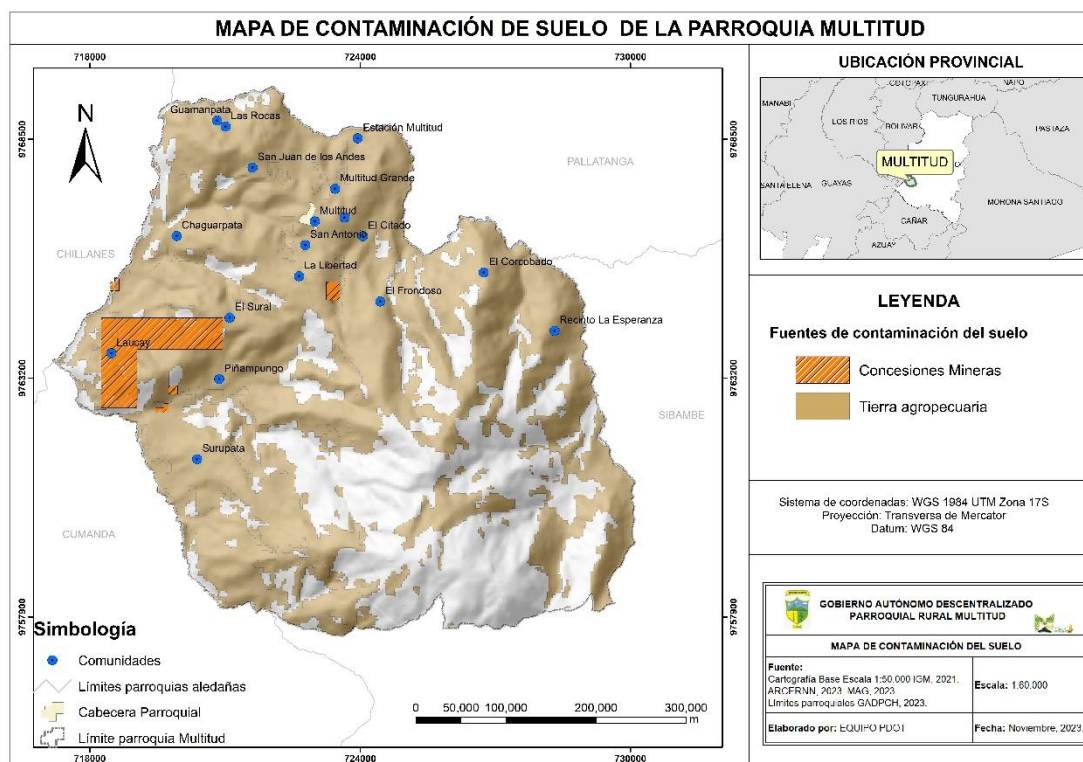 MAPA DE CONTAMINACIÓN DE SUELO DE LA PARROQUIA MULTITUD
718000
724000
730000
9768500
9763200
9757900
N
Guamanpata
Las Rocas
Estación Multitud
San Juan de los Andes
Multitud Grande
Multitud
Chaguarpata
San Antonio
El Citado
La Libertad
El Corcobado
El Frondoso
El Sural
Recinto La Esperanza
Laucay
Piñampungo
Surupata
PALLATANGA
CHILLANES
SIBAMBE
CUMANDA
9768500
9763200
9757900
Simbología
Comunidades
Límites parroquias aledañas
Cabecera Parroquial
Límite parroquia Multitud
0 50,000 100,000 200,000 300,000
m
718000
724000
730000
UBICACIÓN PROVINCIAL
COTOPAX
NAPO
MANABI
TUNGURAHUA
LOS RIOS
BOLIVAR
PASTAZA
MULTITUD
SANTA ELENA
GUAYAS
MORONA SANTIAGO
CAÑAR
AZUAY
LEYENDA
Fuentes de contaminación del suelo
Concesiones Mineras
Tierra agropecuaria
Sistema de coordenadas: WGS 1984 UTM Zona 17S
Proyección: Transversa de Mercator
Datum: WGS 84
GOBIERNO AUTÓNOMO DESCENTRALIZADO
PARROQUIAL RURAL MULTITUD
MAPA DE CONTAMINACIÓN DEL SUELO
Fuente:
Cartografía Base Escala 1:50.000 IGM, 2021.
ARCERNN, 2023. MAG, 2023.
Límites parroquiales GADPCH, 2023.
Escala: 1:60.000
Elaborado por: EQUIPO PDOT
Fecha: Noviembre, 2023.